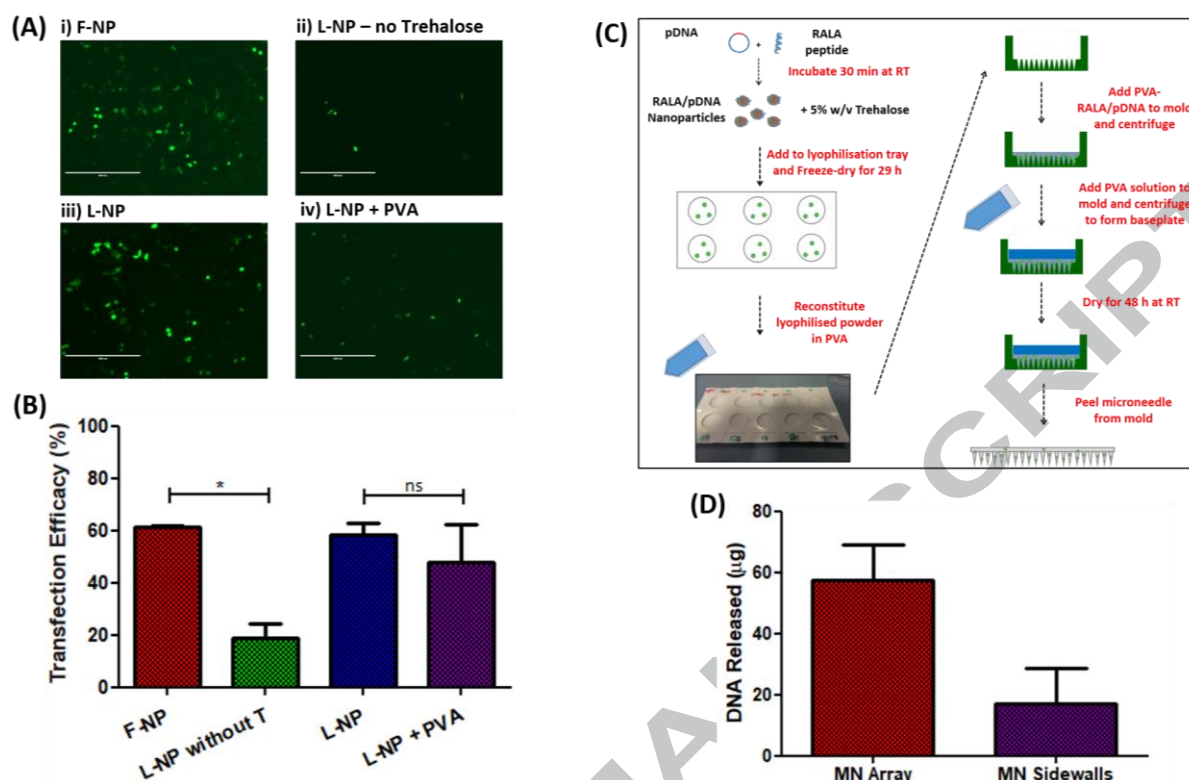 (A)
i) F-NP
ii) L-NP – no Trehalose
iii) L-NP
iv) L-NP + PVA
(B)
Transfection Efficacy (%)
100
80
60
40
20
0
*
ns
F-NP
L-NP without T
L-NP
L-NP + PVA
(C)
pDNA
+
RALA
peptide
Incubate 30 min at RT
RALA/pDNA
Nanoparticles
+ 5% w/v Trehalose
Add to lyophilisation tray
and Freeze-dry for 29 h
Reconstitute
lyophilised powder
in PVA
Add PVA-
RALA/pDNA to mold
and centrifuge
Add PVA solution to
mold and centrifuge
to form baseplate
Dry for 48 h at RT
Peel microneedle
from mold
(D)
DNA Released (µg)
80
60
40
20
0
MN Array
MN Sidewalls